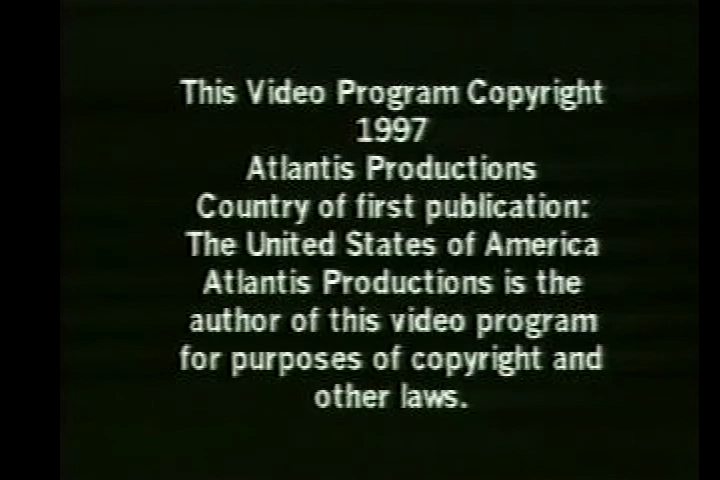 This Video Program Copyright
1997
Atlantis Productions
Country of first publication:
The United States of America
Atlantis Productions is the
author of this video program
for purposes of copyright and
other laws.